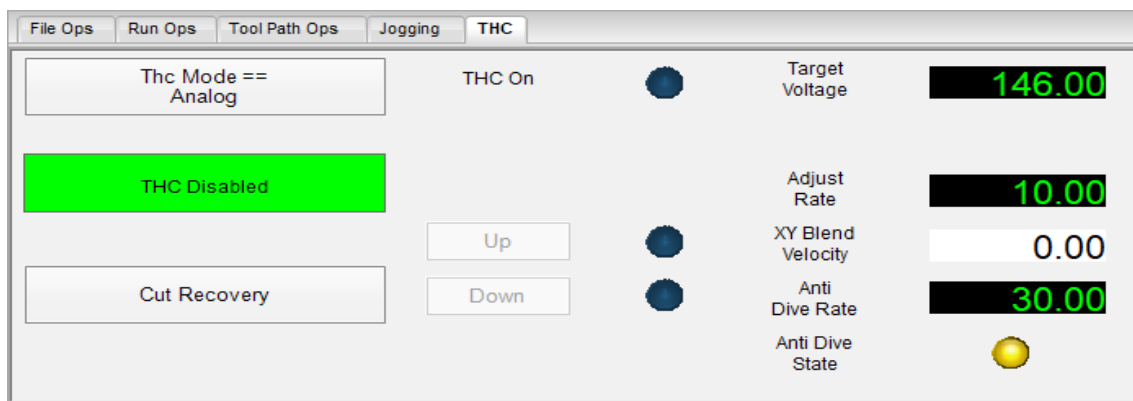 File Ops
Run Ops
Tool Path Ops
Jogging
THC
Thc Mode ==
Analog
THC On
Target
Voltage
146.00
THC Disabled
Adjust
Rate
10.00
Up
XY Blend
Velocity
0.00
Cut Recovery
Down
Anti
Dive Rate
30.00
Anti Dive
State